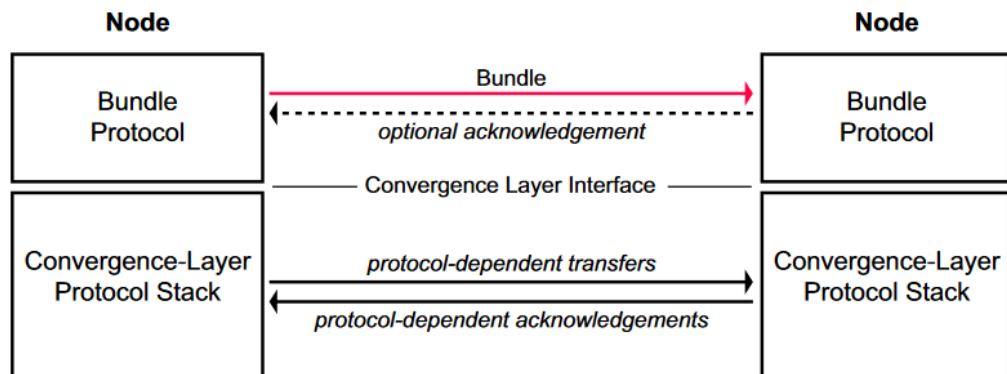 Node
Node
Bundle
Protocol
Bundle
optional acknowledgement
Bundle
Protocol
Convergence Layer Interface
Convergence-Layer
Protocol Stack
protocol-dependent transfers
protocol-dependent acknowledgements
Convergence-Layer
Protocol Stack